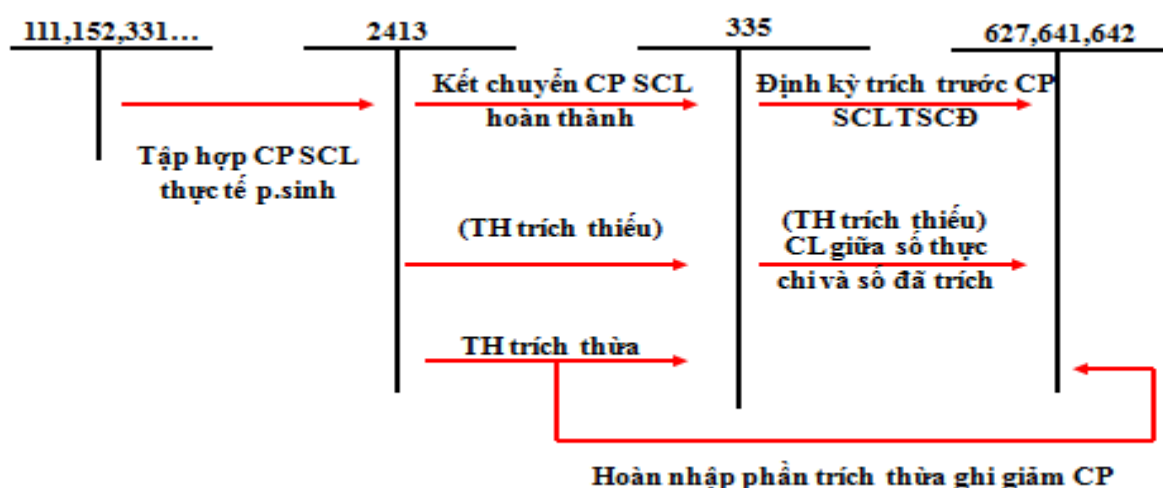 111,152,331...
2413
335
627,641,642
Kết chuyển CP SCL
hoàn thành
Định kỳ trích trước CP
SCL TSCĐ
Tập hợp CP SCL
thực tế p.sinh
(TH trích thiếu)
(TH trích thiếu)
CL giữa số thực
chi và số đã trích
TH trích thừa
Hoàn nhập phần trích thừa ghi giảm CP